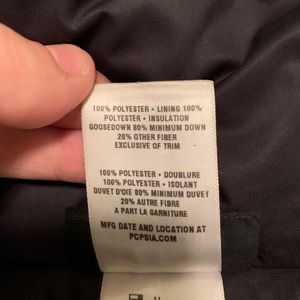 100% POLYESTER • LINING 100%
POLYESTER • INSULATION
GOOSEDOWN 80% MINIMUM DOWN
20% OTHER FIBER
EXCLUSIVE OF TRIM
100% POLYESTER • DOUBLURE
100% POLYESTER • ISOLANT
DUVET D'OIE 80% MINIMUM DUVET
20% AUTRE FIBRE
A PART LA GARNITURE
MFG DATE AND LOCATION AT
PCPSIA.COM